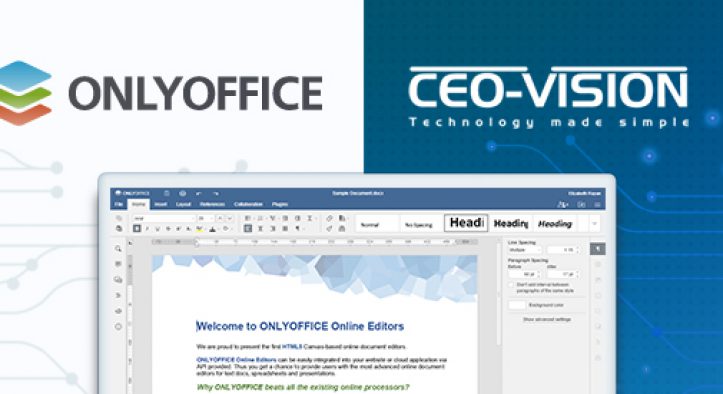 ONLYOFFICE
CEO-VISION
Technology made simple
ONLYOFFICE
Sample Document.docx
Elizabeth
File Home Insert Layout References Collaboration Plugins
Arial
Normal
No Spacing
Headi
Heading
Heading
Line Spacing
Multiple
Paragraph Spacing
Before
After
Don't add interval between
paragraphs of the same style
Background color
Show advanced settings
Welcome to ONLYOFFICE Online Editors
We are proud to present the first HTML5 Canvas-based online document editors.
ONLYOFFICE Online Editors can be easily integrated into your website or cloud application via
API provided. Thus you get a chance to provide users with the most advanced online document
editors for text docs, spreadsheets and presentations
Why ONLYOFFICE beats all the existing online processors?